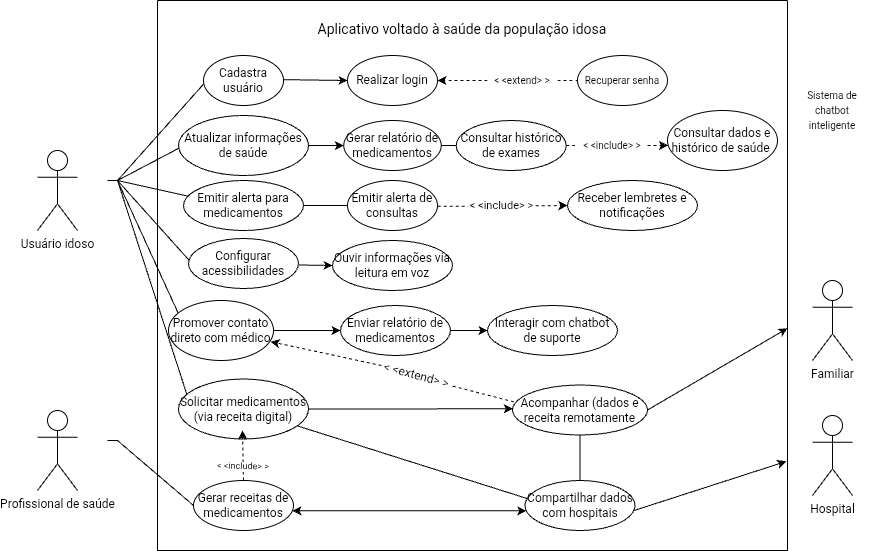 Aplicativo voltado à saúde da população idosa
Cadastra
usuário
Realizar login
< <extend> >
Recuperar senha
Sistema de
chatbot
inteligente
Atualizar informações
de saúde
Gerar relatório de
medicamentos
Consultar histórico
de exames
< <include> >
Consultar dados e
histórico de saúde
Usuário idoso
Emitir alerta para
medicamentos
Emitir alerta de
consultas
< <include> >
Receber lembretes e
notificações
Configurar
acessibilidades
Ouvir informações via
leitura em voz
Promover contato
direto com médico
Enviar relatório de
medicamentos
Interagir com chatbot
de suporte
Familiar
< <extend> >
Solicitar medicamentos
(via receita digital)
Acompanhar (dados e
receita remotamente
< <include> >
Profissional de saúde
Gerar receitas de
medicamentos
Compartilhar dados
com hospitais
Hospital